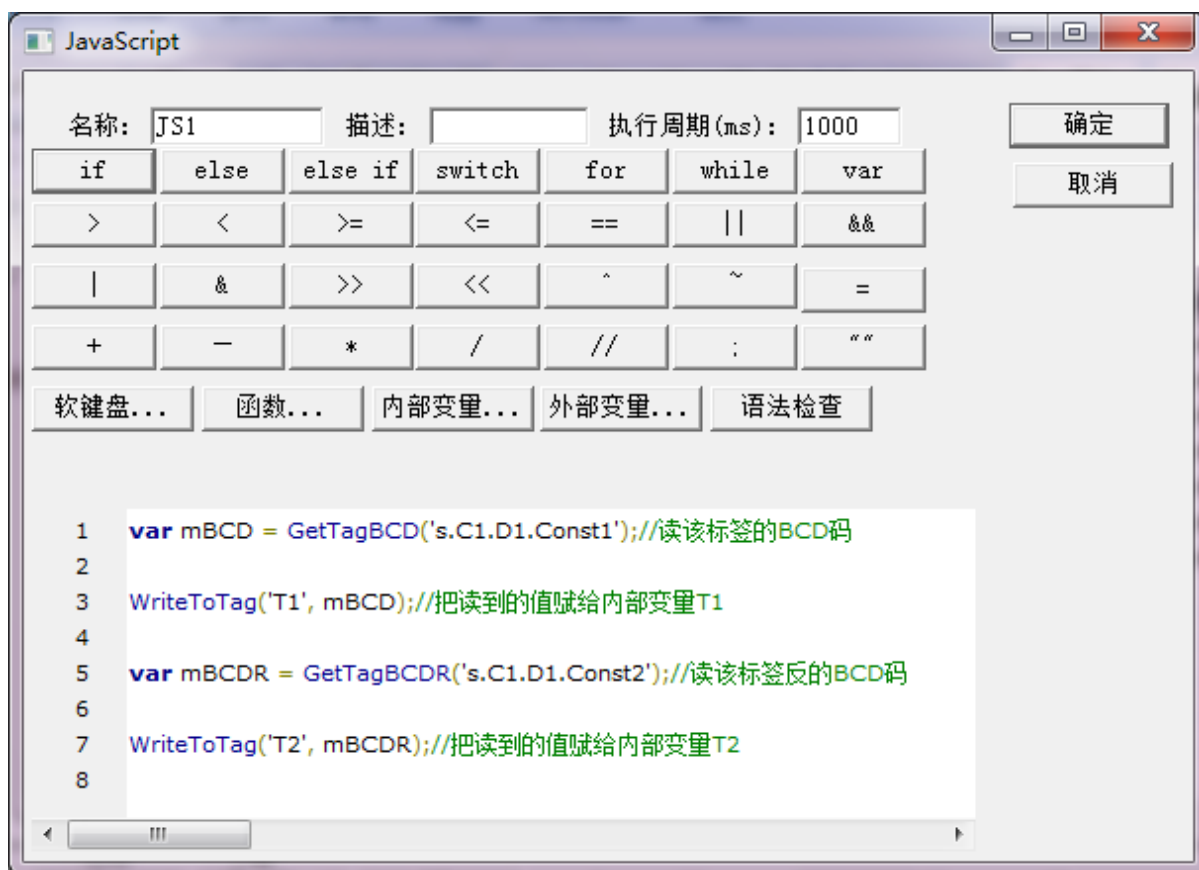 JavaScript
名称: JS1 描述: 执行周期(ms): 1000 确定
if else else if switch for while var 取消
> < >= <= == || &&
| & >> << ^ ~ =
+ — * / // ; ""
软键盘... 函数... 内部变量... 外部变量... 语法检查
1 var mBCD = GetTagBCD('s.C1.D1.Const1');//读该标签的BCD码
2
3 WriteToTag('T1', mBCD);//把读到的值赋给内部变量T1
4
5 var mBCDR = GetTagBCDR('s.C1.D1.Const2');//读该标签反的BCD码
6
7 WriteToTag('T2', mBCDR);//把读到的值赋给内部变量T2
8